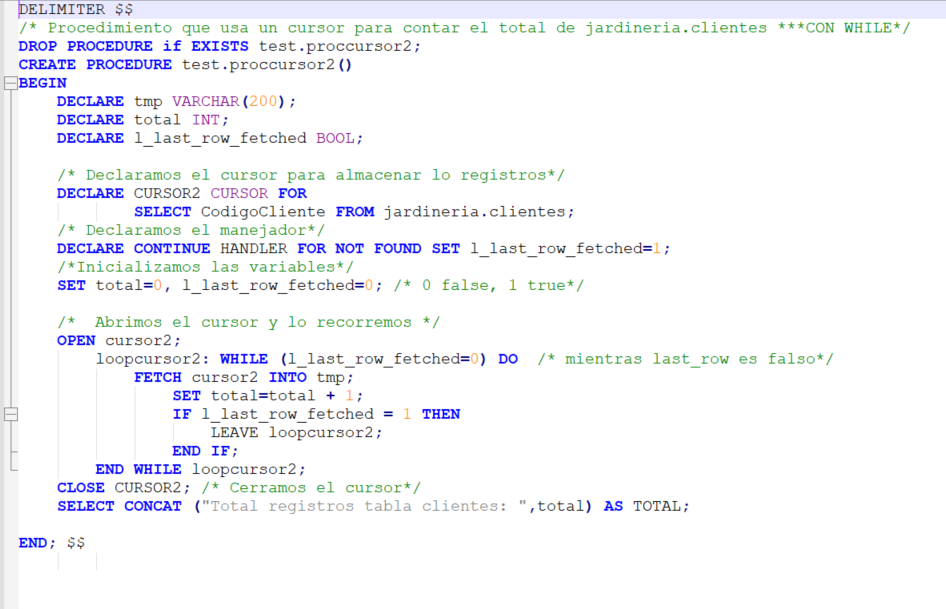 DELIMITER $$
/* Procedimiento que usa un cursor para contar el total de jardineria.clientes ***CON WHILE*/
DROP PROCEDURE if EXISTS test.proccursor2;
CREATE PROCEDURE test.proccursor2()
BEGIN
    DECLARE tmp VARCHAR(200);
    DECLARE total INT;
    DECLARE l_last_row_fetched BOOL;

    /* Declaramos el cursor para almacenar lo registros*/
    DECLARE CURSOR2 CURSOR FOR
            SELECT CodigoCliente FROM jardineria.clientes;
    /* Declaramos el manejador*/
    DECLARE CONTINUE HANDLER FOR NOT FOUND SET l_last_row_fetched=1;
    /*Inicializamos las variables*/
    SET total=0, l_last_row_fetched=0; /* 0 false, 1 true*/

    /*  Abrimos el cursor y lo recorremos */
    OPEN cursor2;
        loopcursor2: WHILE (l_last_row_fetched=0) DO  /* mientras last_row es falso*/
            FETCH cursor2 INTO tmp;
                SET total=total + 1;
                IF l_last_row_fetched = 1 THEN
                    LEAVE loopcursor2;
                END IF;
        END WHILE loopcursor2;
    CLOSE CURSOR2; /* Cerramos el cursor*/
    SELECT CONCAT ("Total registros tabla clientes: ",total) AS TOTAL;

END; $$